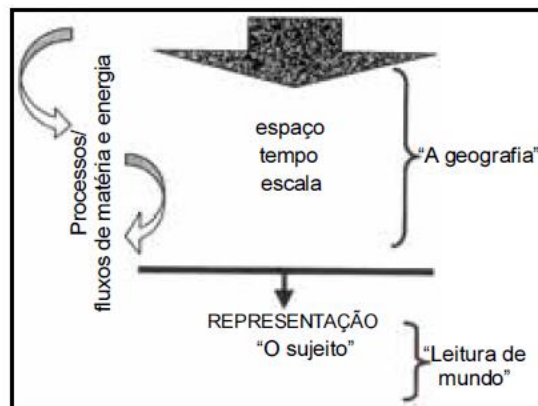 Processos/
fluxos de matéria e energia
espaço
tempo
escala
“A geografia”
REPRESENTAÇÃO
“O sujeito”
“Leitura de
mundo”